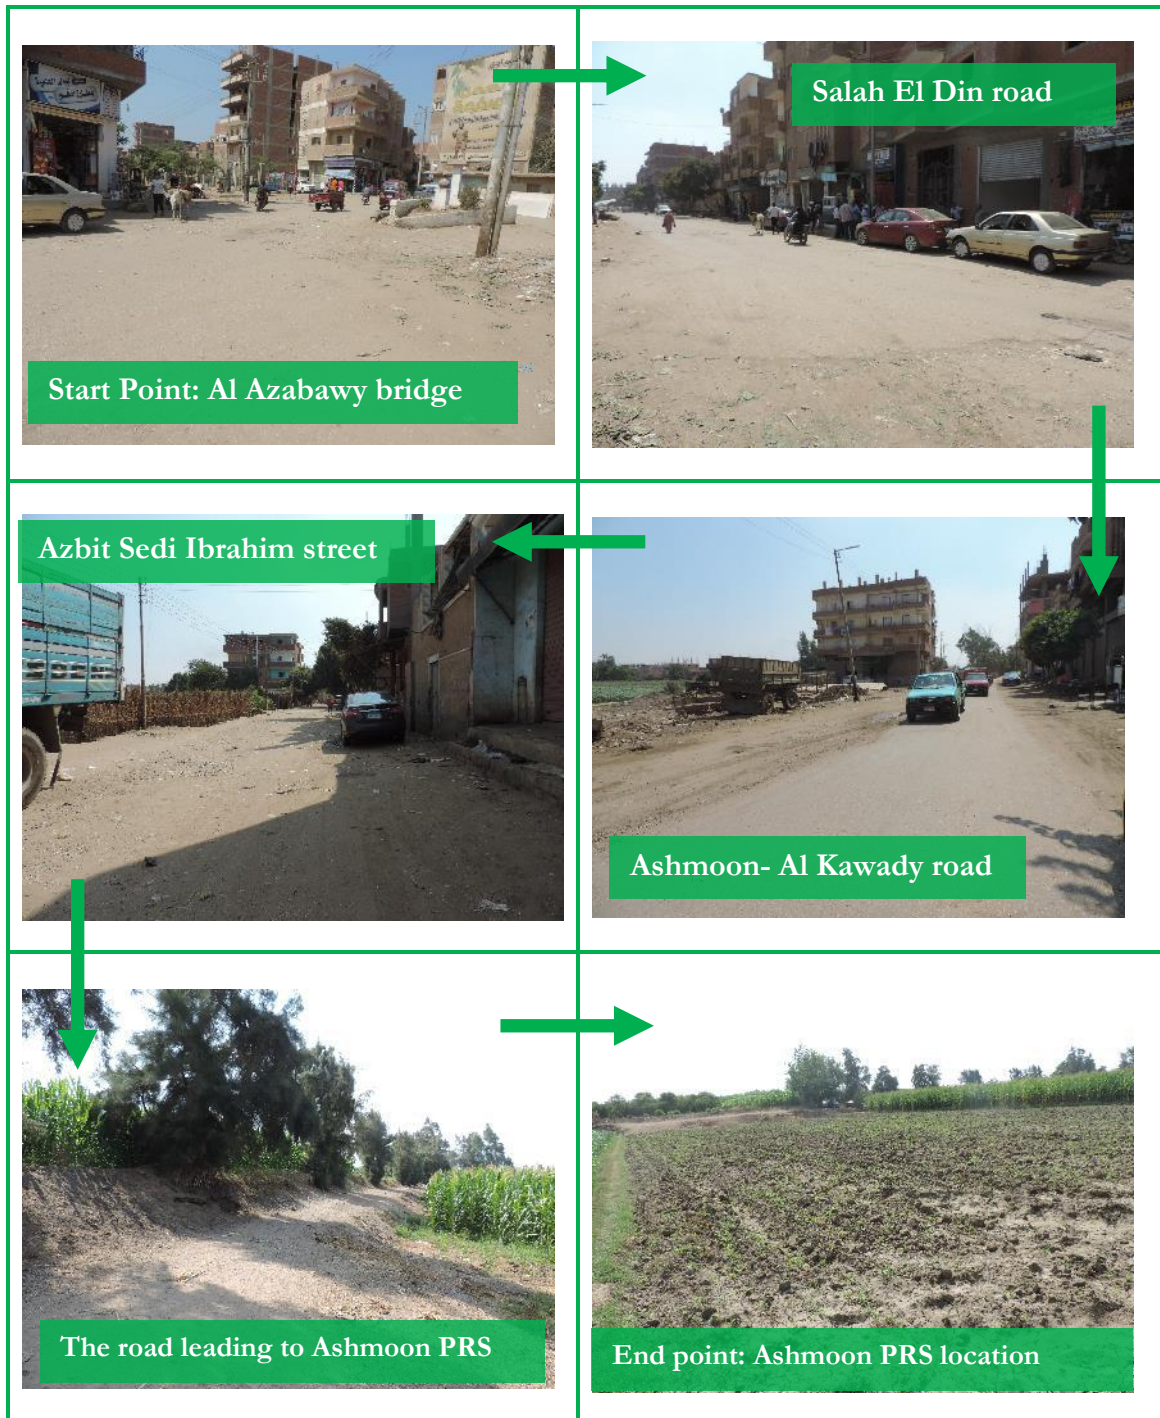 Start Point: Al Azabawy bridge
Salah El Din road
Azbit Sedi Ibrahim street
Ashmoon- Al Kawady road
The road leading to Ashmoon PRS
End point: Ashmoon PRS location